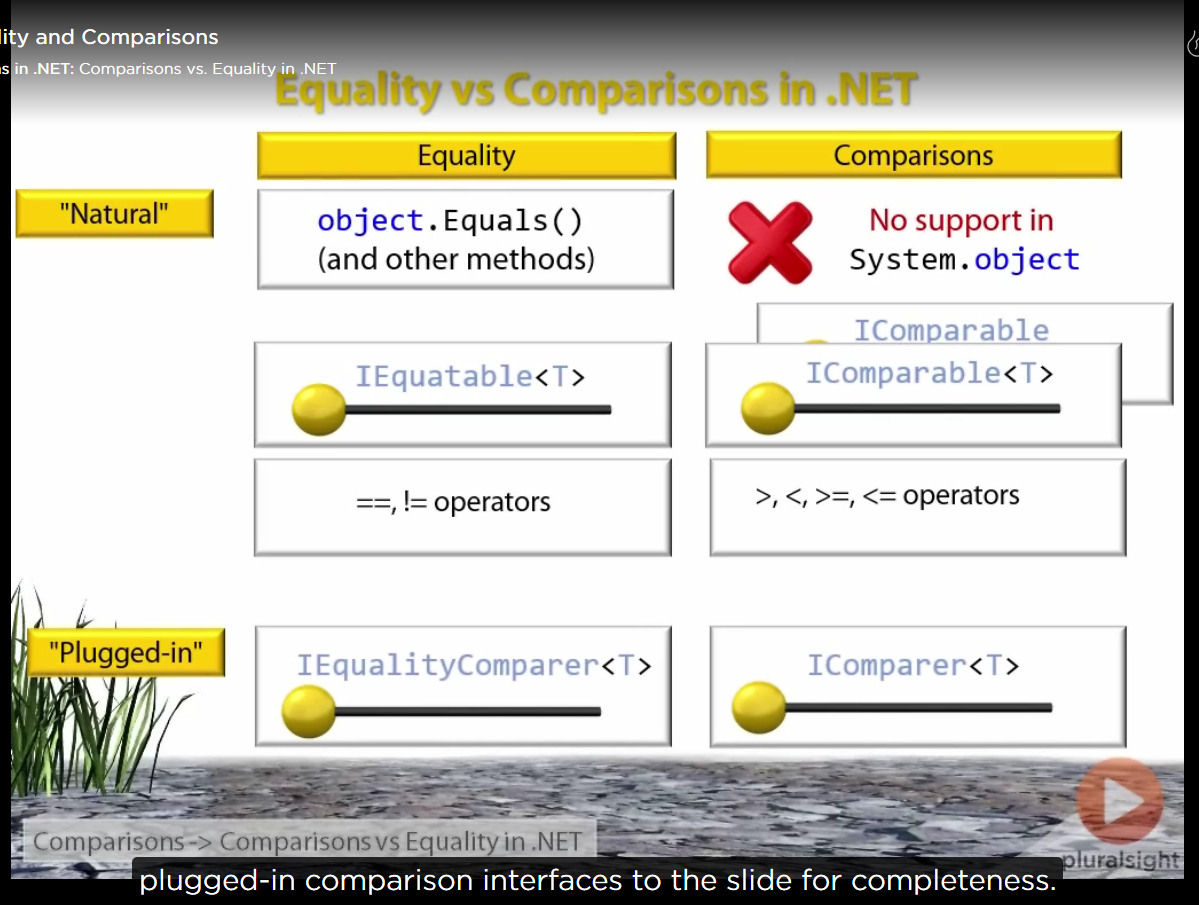 lity and Comparisons
s in .NET: Comparisons vs. Equality in .NET
Equality vs Comparisons in .NET
Equality
Comparisons
"Natural"
object.Equals()
(and other methods)
No support in
System.object
IComparable
IEquatable<T>
IComparable<T>
==, != operators
>, <, >=, <= operators
"Plugged-in"
IEqualityComparer<T>
IComparer<T>
Comparisons -> Comparisons vs Equality in .NET
pluralsight
plugged-in comparison interfaces to the slide for completeness.